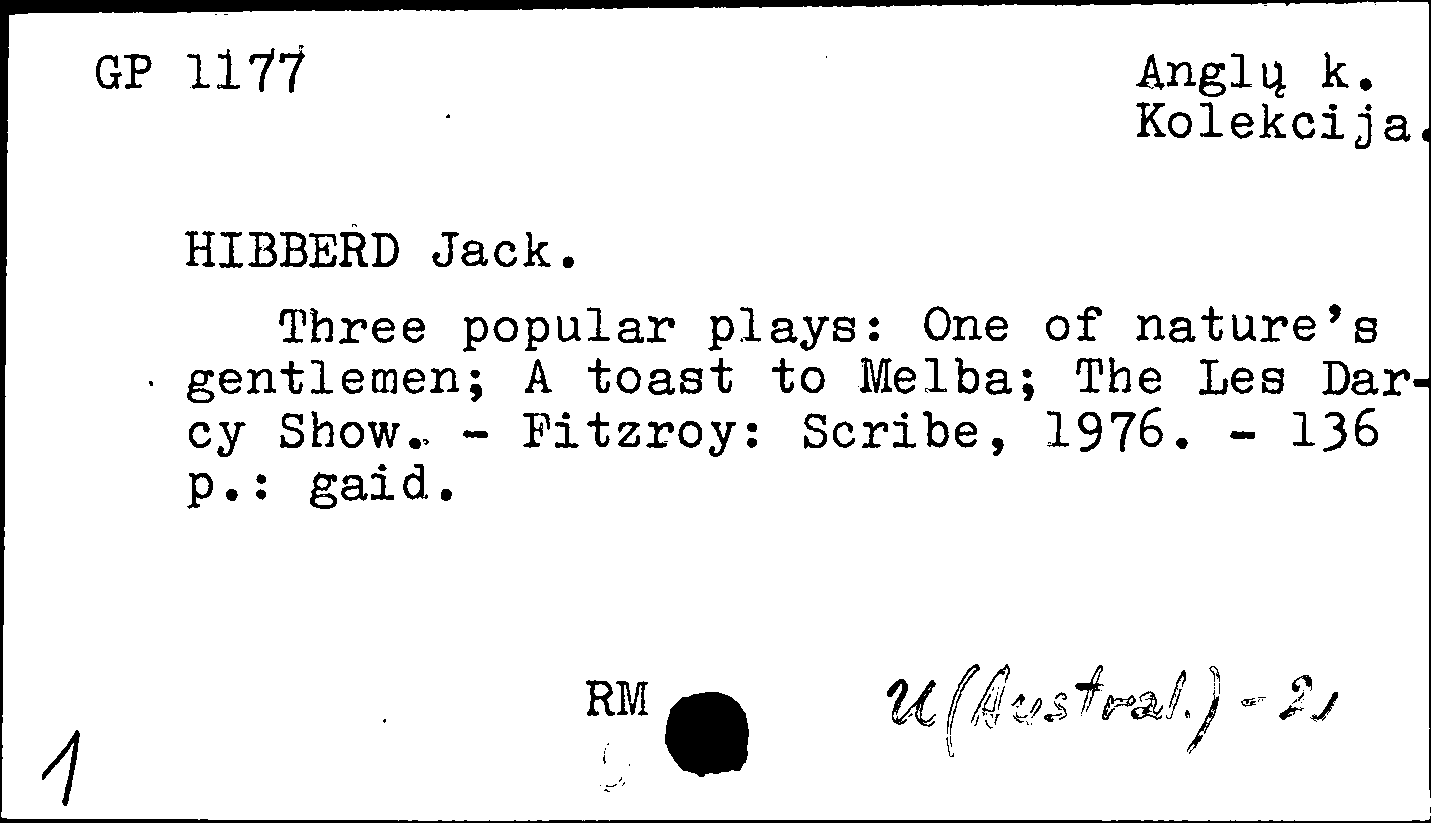 GP 1177
Anglų k.
Kolekcija.
HIBBERD Jack.
Three popular plays: One of nature's
gentlemen; A toast to Melba; The Les Dar-
cy Show. - Fitzroy: Scribe, 1976. - 136
p.: gaid.
RM
U(Austral.)-2
1